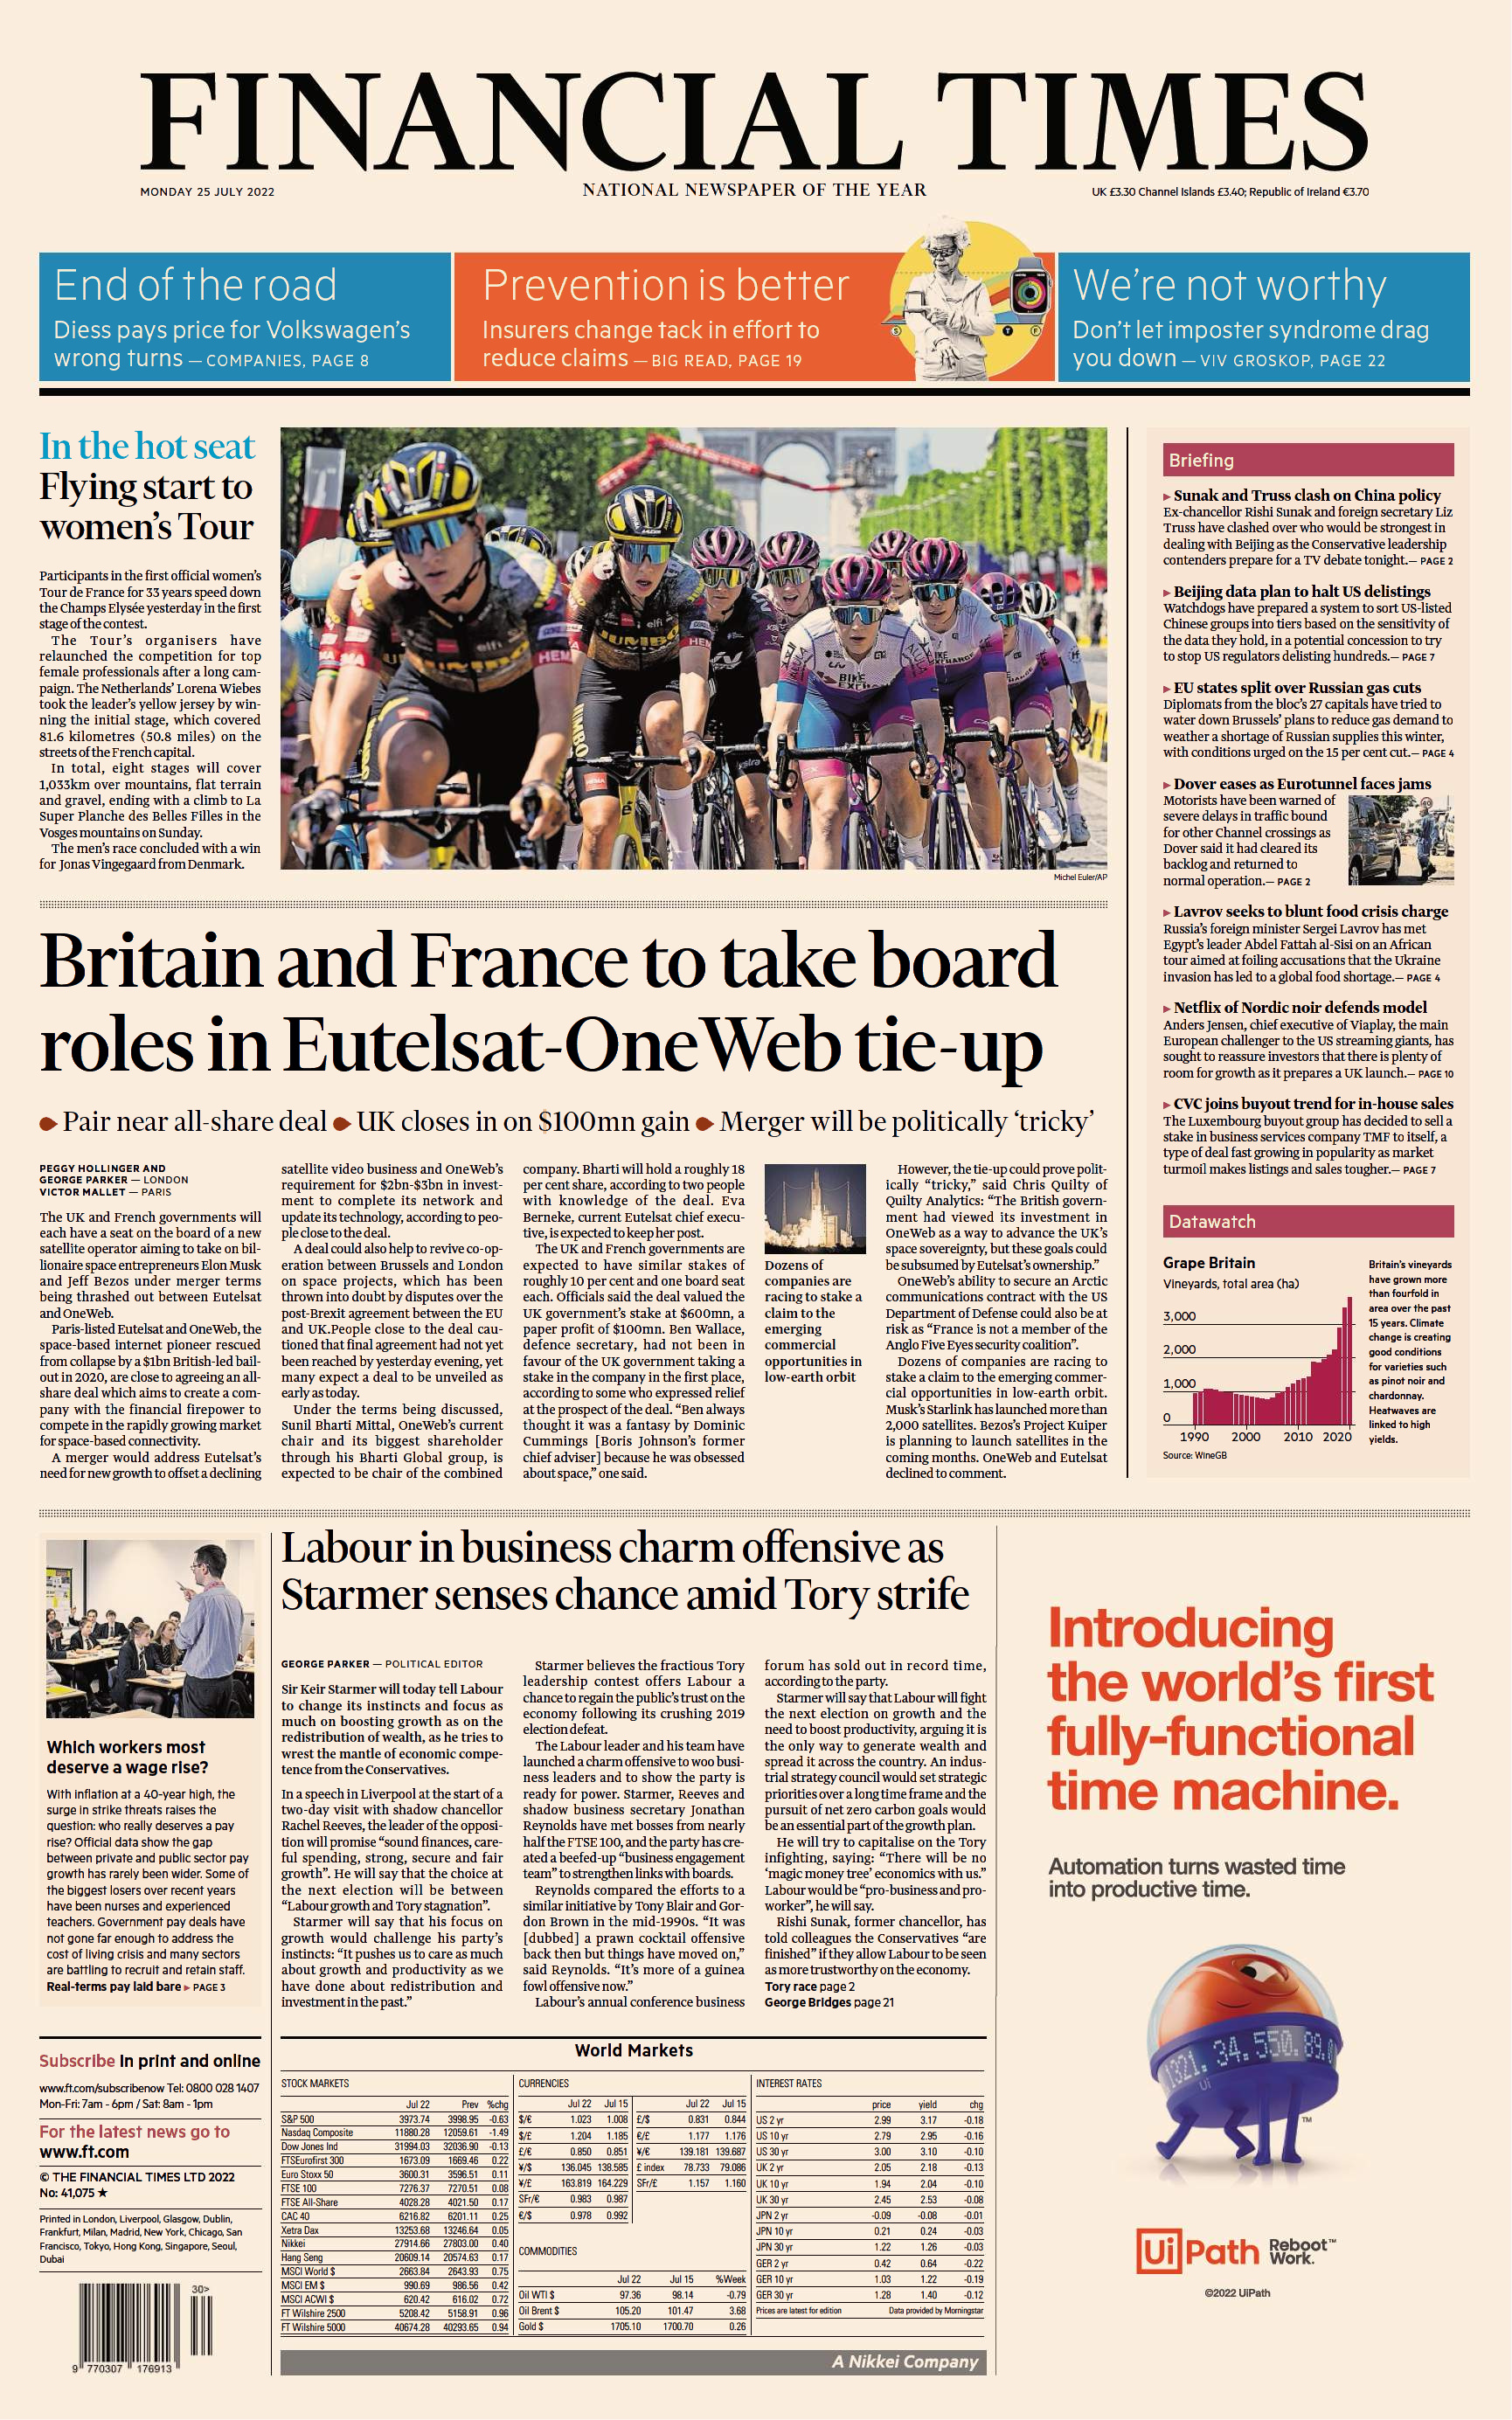 FINANCIAL TIMES
MONDAY 25 JULY 2022
NATIONAL NEWSPAPER OF THE YEAR
UK £3.30 Channel Islands £3.40; Republic of Ireland €3.70
End of the road
Diess pays price for Volkswagen's
wrong turns — COMPANIES, PAGE 8
Prevention is better
Insurers change tack in effort to
reduce claims — BIG READ, PAGE 19
S
T
F
We're not worthy
Don't let imposter syndrome drag
you down — VIV GROSKOP, PAGE 22
In the hot seat
Flying start to
women's Tour
Participants in the first official women's
Tour de France for 33 years speed down
the Champs Elysée yesterday in the first
stage of the contest.
The Tour's organisers have
relaunched the competition for top
female professionals after a long cam-
paign. The Netherlands' Lorena Wiebes
took the leader's yellow jersey by win-
ning the initial stage, which covered
81.6 kilometres (50.8 miles) on the
streets of the French capital.
In total, eight stages will cover
1,033km over mountains, flat terrain
and gravel, ending with a climb to La
Super Planche des Belles Filles in the
Vosges mountains on Sunday.
The men's race concluded with a win
for Jonas Vingegaard from Denmark.
JUMBO
BIKE
EXCHANGE
Michel Euler/AP
Britain and France to take board
roles in Eutelsat-OneWeb tie-up
Pair near all-share deal UK closes in on $100mn gain Merger will be politically 'tricky'
PEGGY HOLLINGER AND
GEORGE PARKER — LONDON
VICTOR MALLET — PARIS
The UK and French governments will
each have a seat on the board of a new
satellite operator aiming to take on bil-
lionaire space entrepreneurs Elon Musk
and Jeff Bezos under merger terms
being thrashed out between Eutelsat
and OneWeb.
Paris-listed Eutelsat and OneWeb, the
space-based internet pioneer rescued
from collapse by a $1bn British-led bail-
out in 2020, are close to agreeing an all-
share deal which aims to create a com-
pany with the financial firepower to
compete in the rapidly growing market
for space-based connectivity.
A merger would address Eutelsat's
need for new growth to offset a declining
satellite video business and OneWeb's
requirement for $2bn-$3bn in invest-
ment to complete its network and
update its technology, according to peo-
ple close to the deal.
A deal could also help to revive co-op-
eration between Brussels and London
on space projects, which has been
thrown into doubt by disputes over the
post-Brexit agreement between the EU
and UK.People close to the deal cau-
tioned that final agreement had not yet
been reached by yesterday evening, yet
many expect a deal to be unveiled as
early as today.
Under the terms being discussed,
Sunil Bharti Mittal, OneWeb's current
chair and its biggest shareholder
through his Bharti Global group, is
expected to be chair of the combined
company. Bharti will hold a roughly 18
per cent share, according to two people
with knowledge of the deal. Eva
Berneke, current Eutelsat chief execu-
tive, is expected to keep her post.
The UK and French governments are
expected to have similar stakes of
roughly 10 per cent and one board seat
each. Officials said the deal valued the
UK government's stake at $600mn, a
paper profit of $100mn. Ben Wallace,
defence secretary, had not been in
favour of the UK government taking a
stake in the company in the first place,
according to some who expressed relief
at the prospect of the deal. "Ben always
thought it was a fantasy by Dominic
Cummings [Boris Johnson's former
chief adviser] because he was obsessed
about space," one said.
Dozens of
companies are
racing to stake a
claim to the
emerging
commercial
opportunities in
low-earth orbit
However, the tie-up could prove polit-
ically "tricky," said Chris Quilty of
Quilty Analytics: "The British govern-
ment had viewed its investment in
OneWeb as a way to advance the UK's
space sovereignty, but these goals could
be subsumed by Eutelsat's ownership."
OneWeb's ability to secure an Arctic
communications contract with the US
Department of Defense could also be at
risk as "France is not a member of the
Anglo Five Eyes security coalition".
Dozens of companies are racing to
stake a claim to the emerging commer-
cial opportunities in low-earth orbit.
Musk's Starlink has launched more than
2,000 satellites. Bezos's Project Kuiper
is planning to launch satellites in the
coming months. OneWeb and Eutelsat
declined to comment.
Briefing
Sunak and Truss clash on China policy
Ex-chancellor Rishi Sunak and foreign secretary Liz
Truss have clashed over who would be strongest in
dealing with Beijing as the Conservative leadership
contenders prepare for a TV debate tonight.— PAGE 2
Beijing data plan to halt US delistings
Watchdogs have prepared a system to sort US-listed
Chinese groups into tiers based on the sensitivity of
the data they hold, in a potential concession to try
to stop US regulators delisting hundreds.— PAGE 7
EU states split over Russian gas cuts
Diplomats from the bloc's 27 capitals have tried to
water down Brussels' plans to reduce gas demand to
weather a shortage of Russian supplies this winter,
with conditions urged on the 15 per cent cut.— PAGE 4
Dover eases as Eurotunnel faces jams
Motorists have been warned of
severe delays in traffic bound
for other Channel crossings as
Dover said it had cleared its
backlog and returned to
normal operation.— PAGE 2
Lavrov seeks to blunt food crisis charge
Russia's foreign minister Sergei Lavrov has met
Egypt's leader Abdel Fattah al-Sisi on an African
tour aimed at foiling accusations that the Ukraine
invasion has led to a global food shortage.— PAGE 4
Netflix of Nordic noir defends model
Anders Jensen, chief executive of Viaplay, the main
European challenger to the US streaming giants, has
sought to reassure investors that there is plenty of
room for growth as it prepares a UK launch.— PAGE 10
CVC joins buyout trend for in-house sales
The Luxembourg buyout group has decided to sell a
stake in business services company TMF to itself, a
type of deal fast growing in popularity as market
turmoil makes listings and sales tougher.— PAGE 7
Datawatch
Grape Britain
Vineyards, total area (ha)
3,000
2,000
1,000
0
1990 2000 2010 2020
Source: WineGB
Britain's vineyards
have grown more
than fourfold in
area over the past
15 years. Climate
change is creating
good conditions
for varieties such
as pinot noir and
chardonnay.
Heatwaves are
linked to high
yields.
Which workers most
deserve a wage rise?
With inflation at a 40-year high, the
surge in strike threats raises the
question: who really deserves a pay
rise? Official data show the gap
between private and public sector pay
growth has rarely been wider. Some of
the biggest losers over recent years
have been nurses and experienced
teachers. Government pay deals have
not gone far enough to address the
cost of living crisis and many sectors
are battling to recruit and retain staff.
Real-terms pay laid bare PAGE 3
Labour in business charm offensive as
Starmer senses chance amid Tory strife
GEORGE PARKER — POLITICAL EDITOR
Sir Keir Starmer will today tell Labour
to change its instincts and focus as
much on boosting growth as on the
redistribution of wealth, as he tries to
wrest the mantle of economic compe-
tence from the Conservatives.
In a speech in Liverpool at the start of a
two-day visit with shadow chancellor
Rachel Reeves, the leader of the opposi-
tion will promise "sound finances, care-
ful spending, strong, secure and fair
growth". He will say that the choice at
the next election will be between
"Labour growth and Tory stagnation".
Starmer will say that his focus on
growth would challenge his party's
instincts: "It pushes us to care as much
about growth and productivity as we
have done about redistribution and
investment in the past."
Starmer believes the fractious Tory
leadership contest offers Labour a
chance to regain the public's trust on the
economy following its crushing 2019
election defeat.
The Labour leader and his team have
launched a charm offensive to woo busi-
ness leaders and to show the party is
ready for power. Starmer, Reeves and
shadow business secretary Jonathan
Reynolds have met bosses from nearly
half the FTSE 100, and the party has cre-
ated a beefed-up "business engagement
team" to strengthen links with boards.
Reynolds compared the efforts to a
similar initiative by Tony Blair and Gor-
don Brown in the mid-1990s. "It was
[dubbed] a prawn cocktail offensive
back then but things have moved on,"
said Reynolds. "It's more of a guinea
fowl offensive now."
Labour's annual conference business
forum has sold out in record time,
according to the party.
Starmer will say that Labour will fight
the next election on growth and the
need to boost productivity, arguing it is
the only way to generate wealth and
spread it across the country. An indus-
trial strategy council would set strategic
priorities over a long time frame and the
pursuit of net zero carbon goals would
be an essential part of the growth plan.
He will try to capitalise on the Tory
infighting, saying: "There will be no
'magic money tree' economics with us."
Labour would be "pro-business and pro-
worker", he will say.
Rishi Sunak, former chancellor, has
told colleagues the Conservatives "are
finished" if they allow Labour to be seen
as more trustworthy on the economy.
Tory race page 2
George Bridges page 21
Introducing
the world's first
fully-functional
time machine.
Automation turns wasted time
into productive time.
1321. 34. 550. 89.0
Ui
™
UiPath Reboot™
Work.
©2022 UiPath
Subscribe In print and online
www.ft.com/subscribenow Tel: 0800 028 1407
Mon-Fri: 7am - 6pm / Sat: 8am - 1pm
For the latest news go to
www.ft.com
© THE FINANCIAL TIMES LTD 2022
No: 41,075 ★
Printed in London, Liverpool, Glasgow, Dublin,
Frankfurt, Milan, Madrid, New York, Chicago, San
Francisco, Tokyo, Hong Kong, Singapore, Seoul,
Dubai
30>
9 770307 176913
World Markets
STOCK MARKETS
Jul 22 Prev %chg
S&P 500 3973.74 3998.95 -0.63
Nasdaq Composite 11880.28 12059.61 -1.49
Dow Jones Ind 31994.03 32036.90 -0.13
FTSEurofirst 300 1673.09 1669.46 0.22
Euro Stoxx 50 3600.31 3596.51 0.11
FTSE 100 7276.37 7270.51 0.08
FTSE All-Share 4028.28 4021.50 0.17
CAC 40 6216.82 6201.11 0.25
Xetra Dax 13253.68 13246.64 0.05
Nikkei 27914.66 27803.00 0.40
Hang Seng 20609.14 20574.63 0.17
MSCI World $ 2663.84 2643.93 0.75
MSCI EM $ 990.69 986.56 0.42
MSCI ACWI $ 620.42 616.02 0.72
FT Wilshire 2500 5208.42 5158.91 0.96
FT Wilshire 5000 40674.28 40293.65 0.94
CURRENCIES
Jul 22 Jul 15
$/€ 1.023 1.008
$/£ 1.204 1.185
£/€ 0.850 0.851
¥/$ 136.045 138.585
¥/£ 163.819 164.229
SFr/€ 0.983 0.987
€/$ 0.978 0.992
Jul 22 Jul 15
£/$ 0.831 0.844
€/£ 1.177 1.176
¥/€ 139.181 139.687
£ index 78.733 79.086
SFr/£ 1.157 1.160
COMMODITIES
Jul 22 Jul 15 %Week
Oil WTI $ 97.36 98.14 -0.79
Oil Brent $ 105.20 101.47 3.68
Gold $ 1705.10 1700.70 0.26
INTEREST RATES
price yield chg
US 2 yr 2.99 3.17 -0.18
US 10 yr 2.79 2.95 -0.16
US 30 yr 3.00 3.10 -0.10
UK 2 yr 2.05 2.18 -0.13
UK 10 yr 1.94 2.04 -0.10
UK 30 yr 2.45 2.53 -0.08
JPN 2 yr -0.09 -0.08 -0.01
JPN 10 yr 0.21 0.24 -0.03
JPN 30 yr 1.22 1.26 -0.03
GER 2 yr 0.42 0.64 -0.22
GER 10 yr 1.03 1.22 -0.19
GER 30 yr 1.28 1.40 -0.12
Prices are latest for edition Data provided by Morningstar
A Nikkei Company